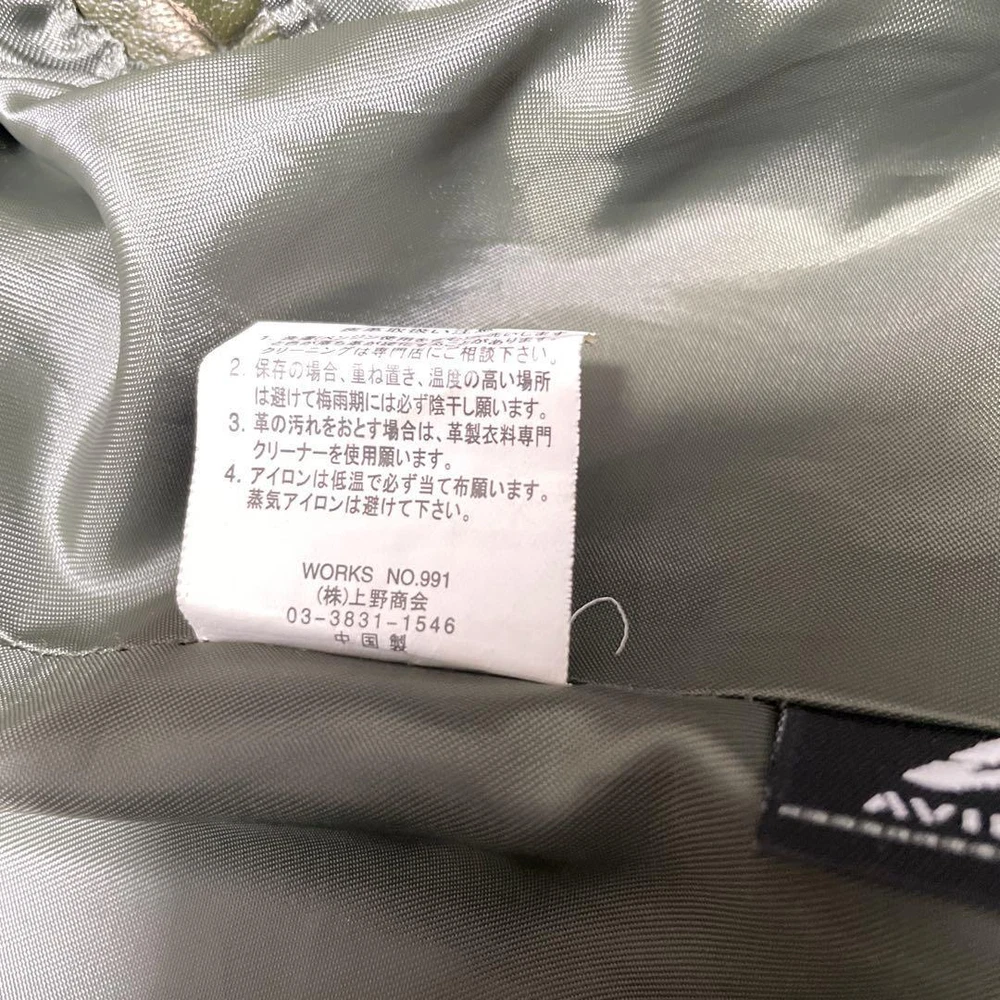 クリーニングは専門店にご相談下さい。
2. 保存の場合、重ね置き、温度の高い場所
は避けて梅雨期には必ず陰干し願います。
3. 革の汚れをおとす場合は、革製衣料専門
クリーナーを使用願います。
4. アイロンは低温で必ず当て布願います。
蒸気アイロンは避けて下さい。
WORKS NO.991
(株)上野商会
03-3831-1546
中国製